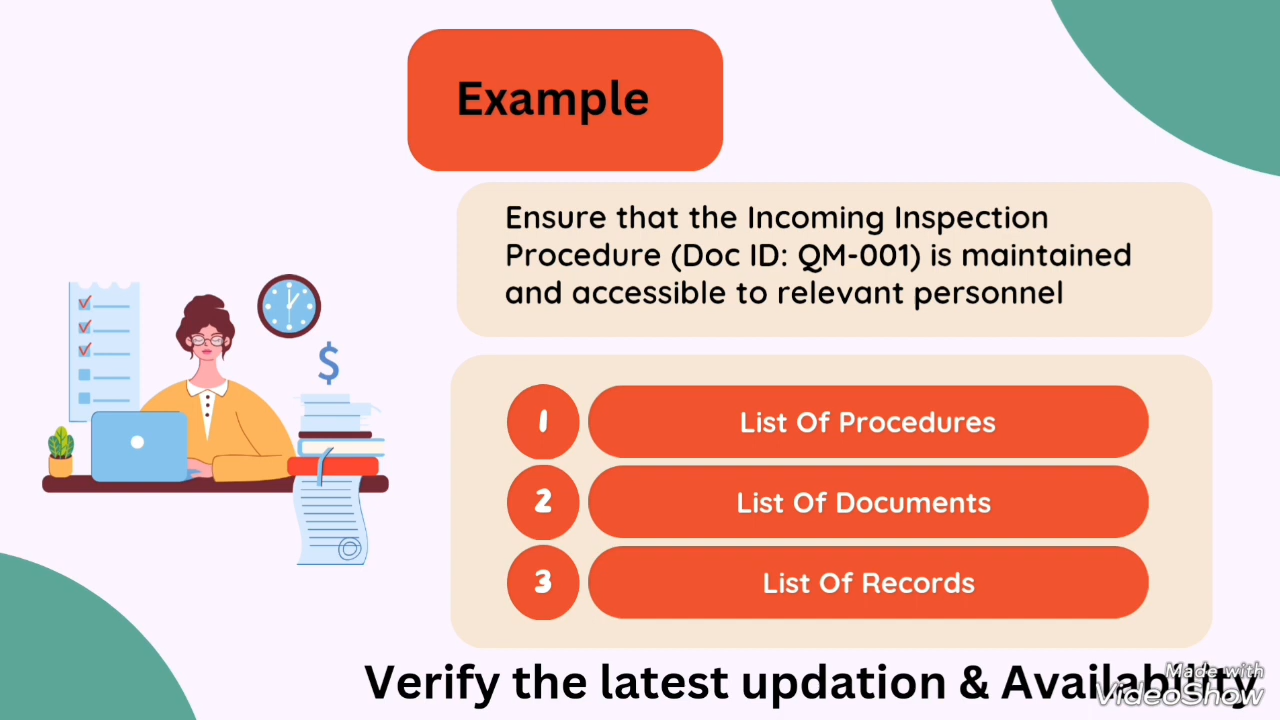 Example
Ensure that the Incoming Inspection
Procedure (Doc ID: QM-001) is maintained
and accessible to relevant personnel
$
1 List Of Procedures
2 List Of Documents
3 List Of Records
Verify the latest updation & Availability
Made with
VideoShow